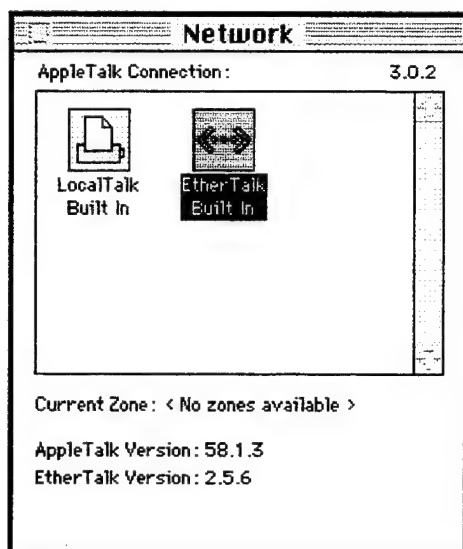 Network
AppleTalk Connection: 3.0.2
LocalTalk Built In
EtherTalk Built In
Current Zone: < No zones available >
AppleTalk Version: 58.1.3
EtherTalk Version: 2.5.6